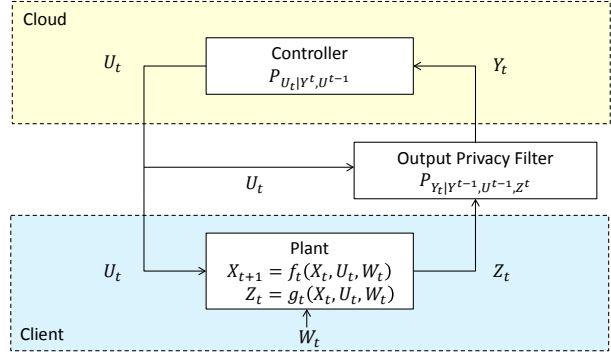 Cloud
Controller
P_{U_t|Y^t,U^{t-1}}
U_t
Y_t
Output Privacy Filter
P_{Y_t|Y^{t-1},U^{t-1},Z^t}
U_t
Plant
X_{t+1} = f_t(X_t, U_t, W_t)
Z_t = g_t(X_t, U_t, W_t)
U_t
Z_t
Client
W_t